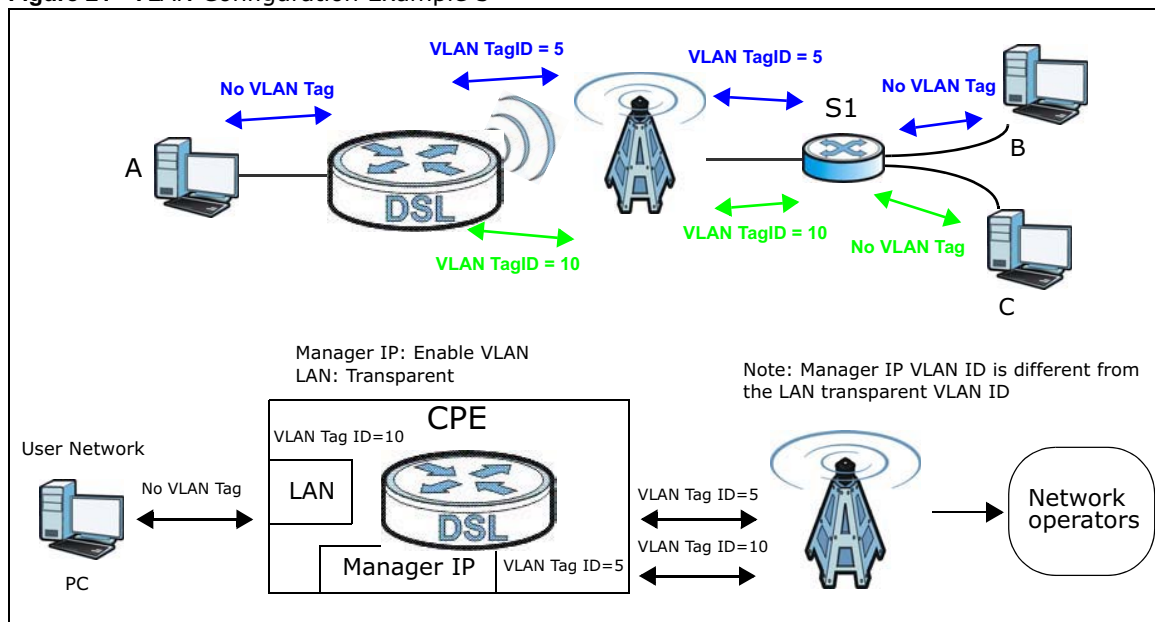 VLAN TagID = 5
VLAN TagID = 5
No VLAN Tag
No VLAN Tag
S1
A
B
DSL
VLAN TagID = 10
VLAN TagID = 10
No VLAN Tag
C
Manager IP: Enable VLAN
LAN: Transparent
Note: Manager IP VLAN ID is different from
the LAN transparent VLAN ID
CPE
VLAN Tag ID=10
User Network
No VLAN Tag
LAN
DSL
VLAN Tag ID=5
VLAN Tag ID=10
Network
operators
Manager IP
VLAN Tag ID=5
PC